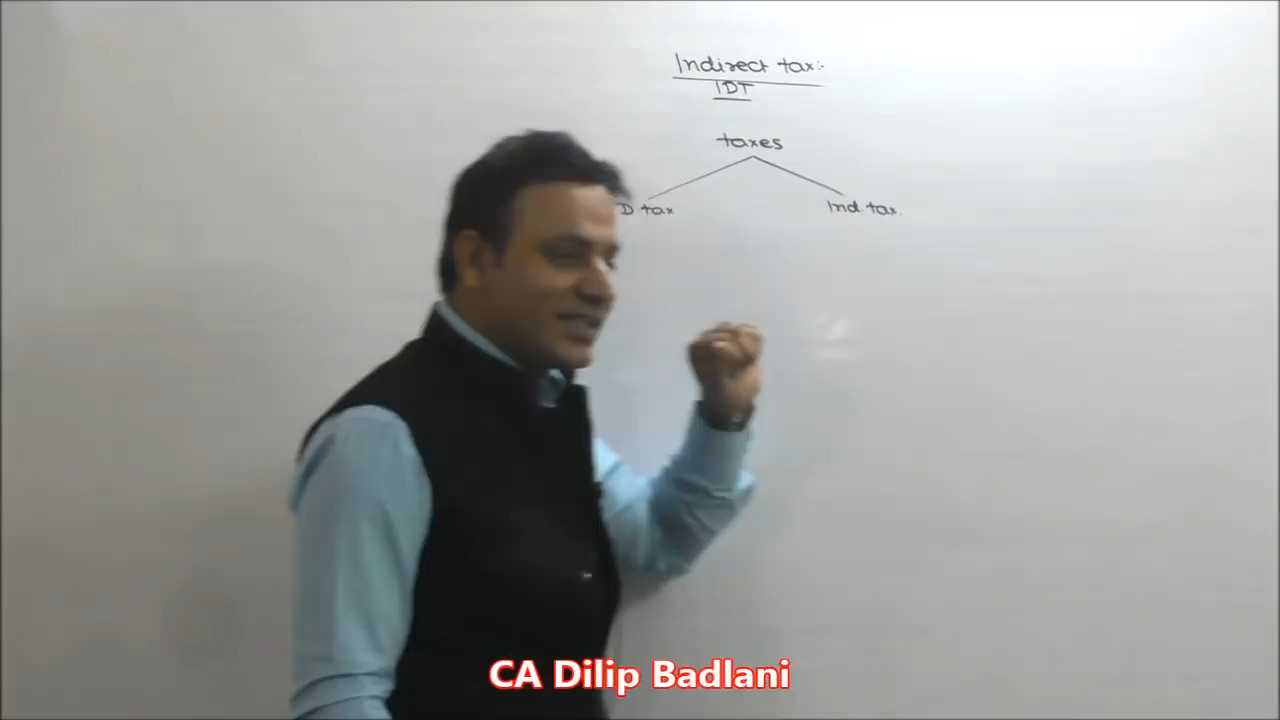 Indirect tax:-
IDT
taxes
D tax
Ind tax.
CA Dilip Badlani